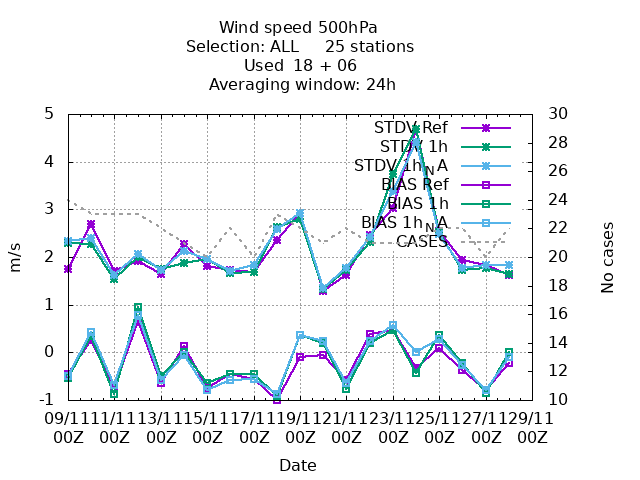 Wind speed 500hPa
Selection: ALL 25 stations
Used 18 + 06
Averaging window: 24h
STDV Ref
STDV 1h
STDV 1h_NA
BIAS Ref
BIAS 1h
BIAS 1h_NA
CASES
5
4
3
2
1
0
-1
m/s
30
28
26
24
22
20
18
16
14
12
10
No cases
09/11 11/11 13/11 15/11 17/11 19/11 21/11 23/11 25/11 27/11 29/11
00Z 00Z 00Z 00Z 00Z 00Z 00Z 00Z 00Z 00Z 00Z
Date